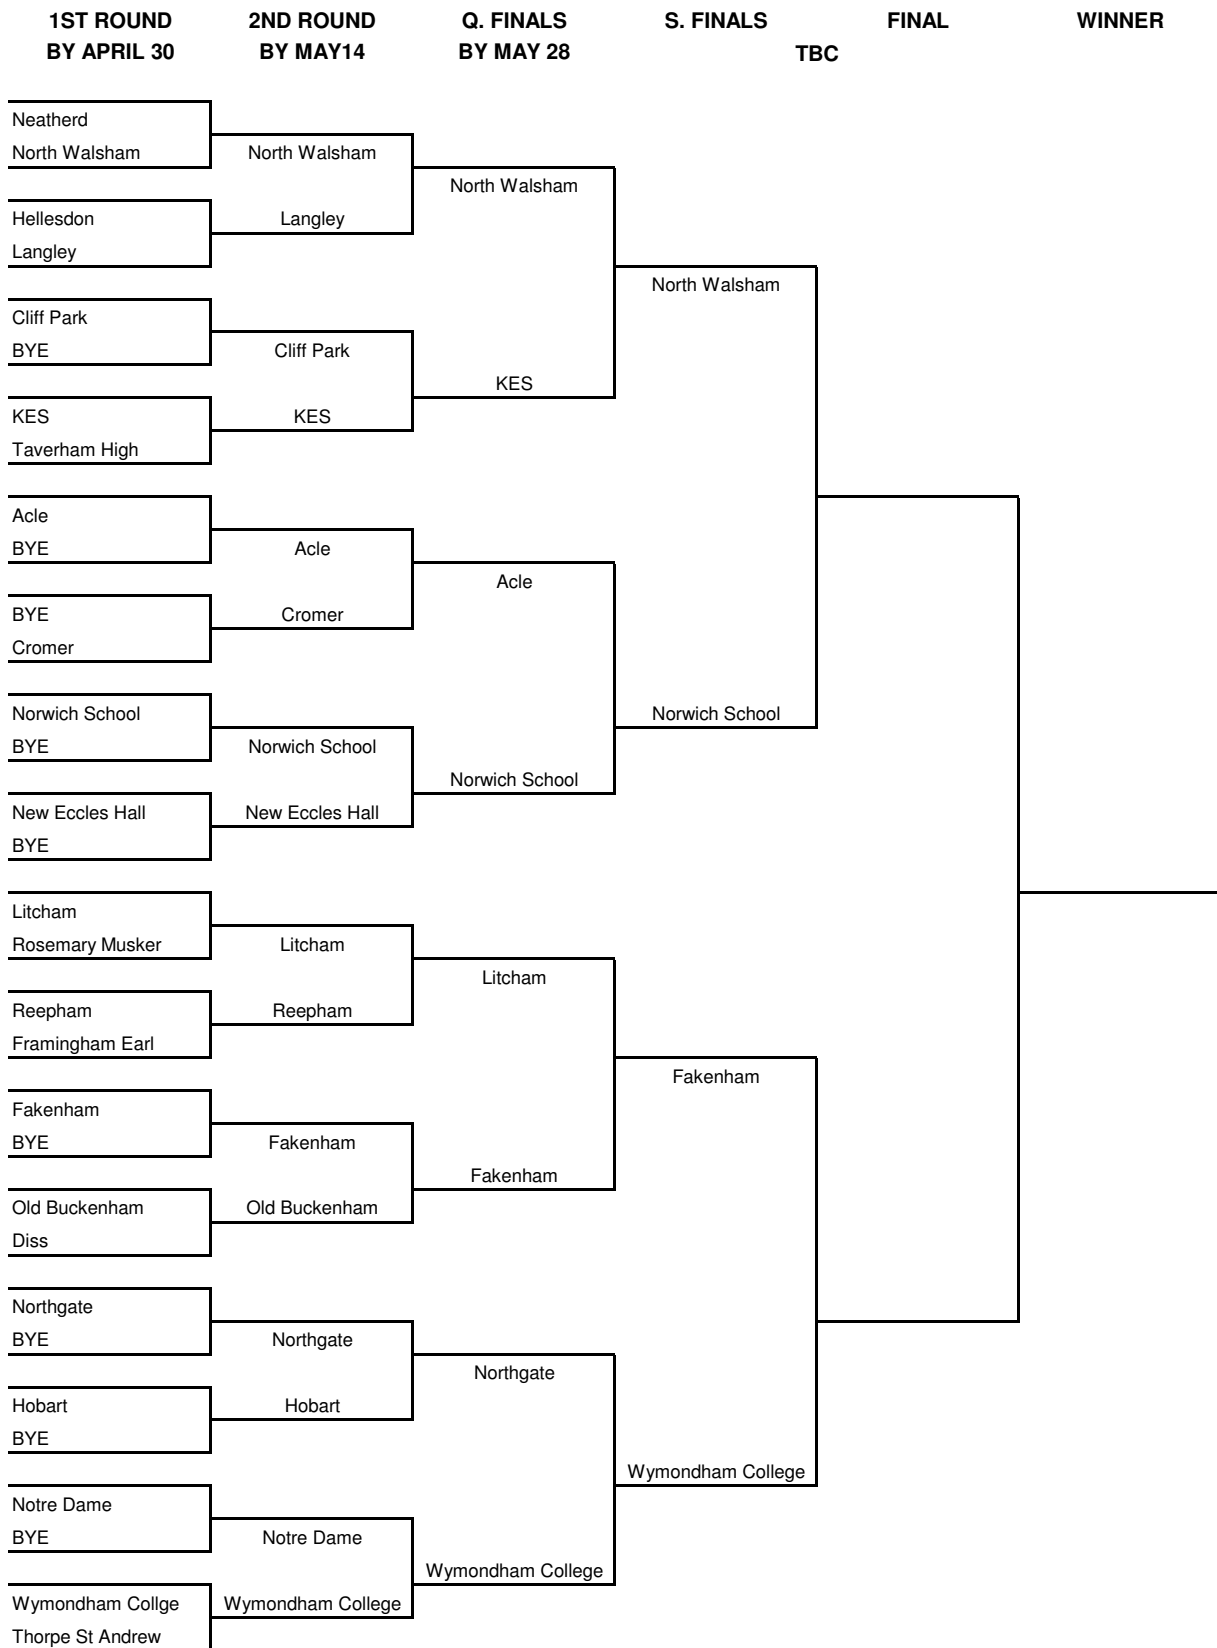 1ST ROUND 2ND ROUND Q. FINALS S. FINALS FINAL WINNER
BY APRIL 30 BY MAY14 BY MAY 28 TBC
Neatherd
North Walsham North Walsham
North Walsham
Hellesdon Langley
Langley
North Walsham
Cliff Park
BYE Cliff Park
KES
KES KES
Taverham High
Acle
BYE Acle
Acle
BYE Cromer
Cromer
Norwich School Norwich School
BYE Norwich School
Norwich School
New Eccles Hall New Eccles Hall
BYE
Litcham
Rosemary Musker Litcham
Litcham
Reepham Reepham
Framingham Earl
Fakenham
Fakenham
BYE Fakenham
Fakenham
Old Buckenham Old Buckenham
Diss
Northgate
BYE Northgate
Northgate
Hobart Hobart
BYE
Wymondham College
Notre Dame
BYE Notre Dame
Wymondham College
Wymondham Collge Wymondham College
Thorpe St Andrew